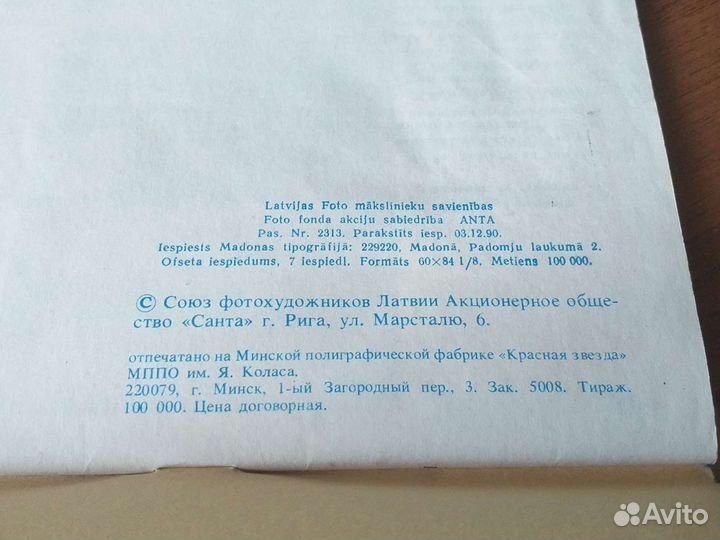 Latvijas Foto mākslinieku savienības
Foto fonda akciju sabiedrība ANTA
Pas. Nr. 2313. Parakstīts iesp. 03.12.90.
Iespiests Madonas tipogrāfijā: 229220, Madonā, Padomju laukumā 2.
Ofseta iespiedums, 7 iespiedl. Formāts 60×84 1/8. Metiens 100 000.
© Союз фотохудожников Латвии Акционерное обще-
ство «Санта» г. Рига, ул. Марсталю, 6.
отпечатано на Минской полиграфической фабрике «Красная звезда»
МППО им. Я. Коласа.
220079, г. Минск, 1-ый Загородный пер., 3. Зак. 5008. Тираж.
100 000. Цена договорная.
Avito